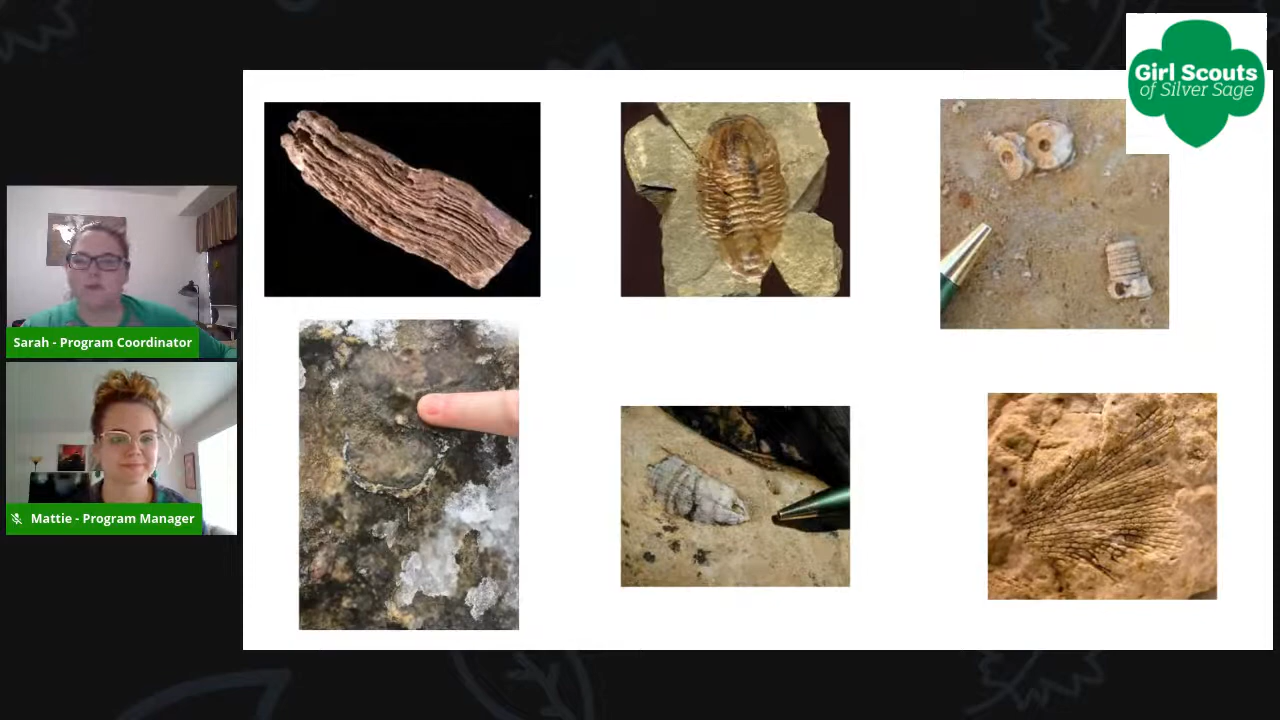 Girl Scouts
of Silver Sage
Sarah - Program Coordinator
Mattie - Program Manager